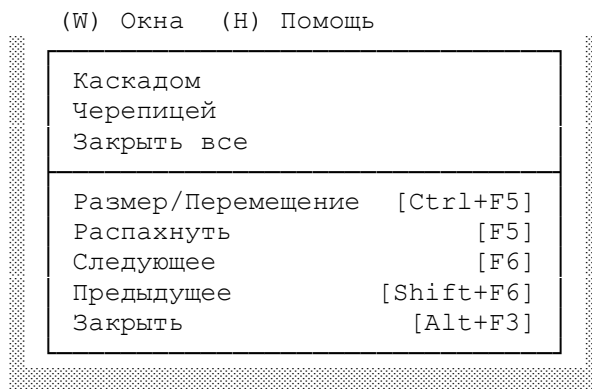 (W) Окна (H) Помощь
Каскадом
Черепицей
Закрыть все
Размер/Перемещение [Ctrl+F5]
Распахнуть [F5]
Следующее [F6]
Предыдущее [Shift+F6]
Закрыть [Alt+F3]